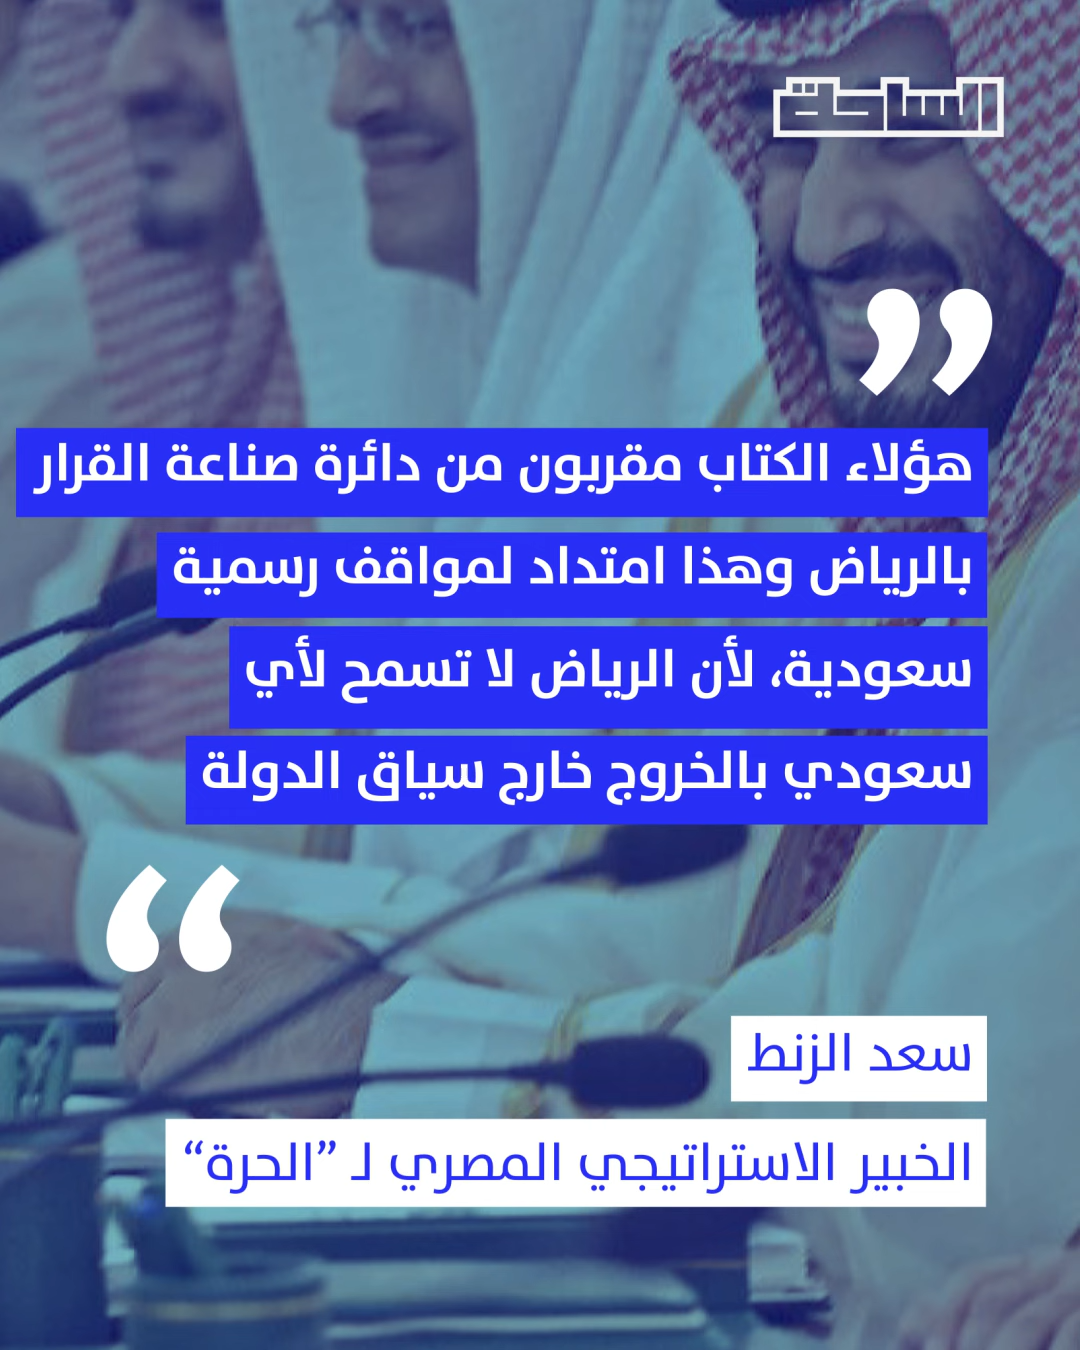 الساحة
”
هؤلاء الكتاب مقربون من دائرة صناعة القرار
بالرياض وهذا امتداد لمواقف رسمية
سعودية، لأن الرياض لا تسمح لأي
سعودي بالخروج خارج سياق الدولة
“
سعد الزنط
الخبير الاستراتيجي المصري لـ ”الحرة“